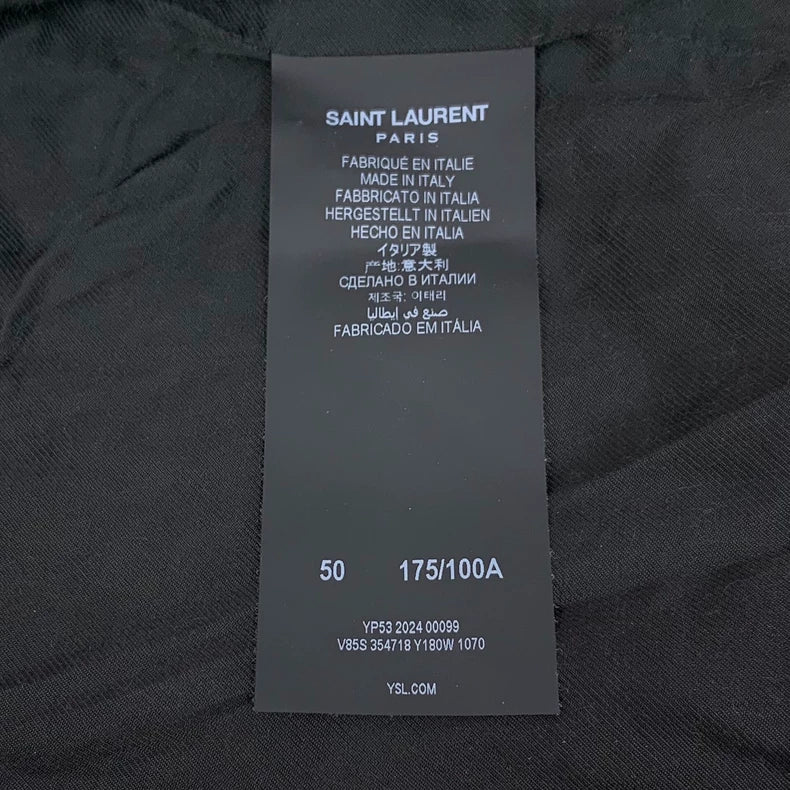 SAINT LAURENT
PARIS
FABRIQUÉ EN ITALIE
MADE IN ITALY
FABBRICATO IN ITALIA
HERGESTELLT IN ITALIEN
HECHO EN ITALIA
イタリア製
产地:意大利
СДЕЛАНО В ИТАЛИИ
제조국: 이태리
صنع في إيطاليا
FABRICADO EM ITÁLIA
50 175/100A
YP53 2024 00099
V85S 354718 Y180W 1070
YSL.COM